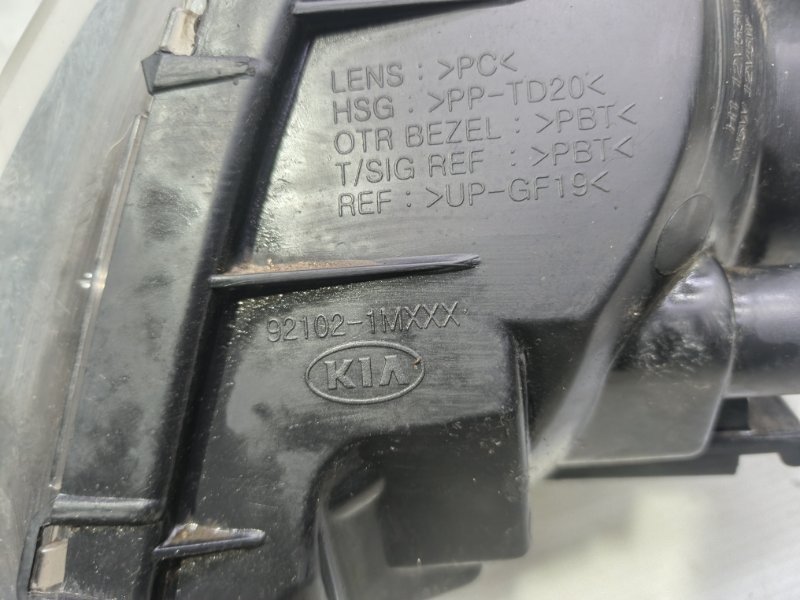 LENS : >PC<
HSG : >PP-TD20<
OTR BEZEL : >PBT<
T/SIG REF : >PBT<
REF : >UP-GF19<
92102-1MXXX
KIA